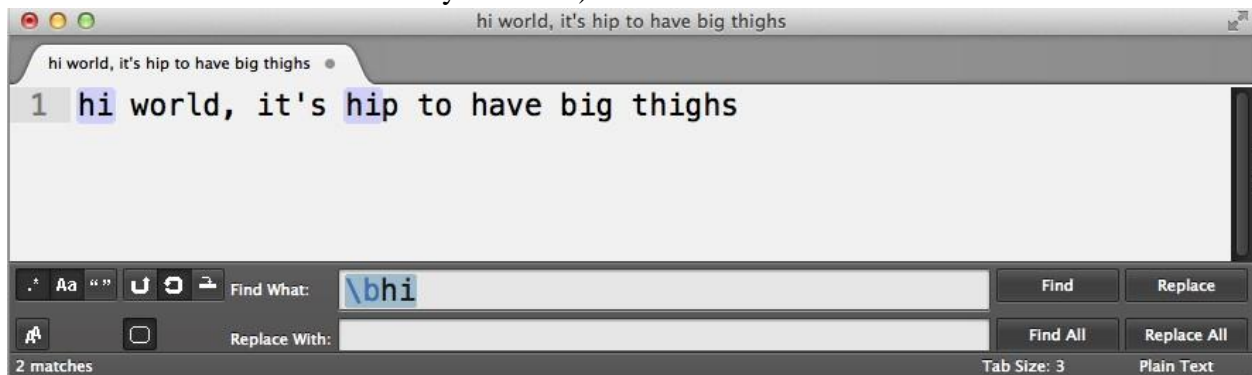 hi world, it's hip to have big thighs
hi world, it's hip to have big thighs
1 hi world, it's hip to have big thighs
.* Aa “” Find What: \bhi Find Replace
AA Replace With: Find All Replace All
2 matches Tab Size: 3 Plain Text